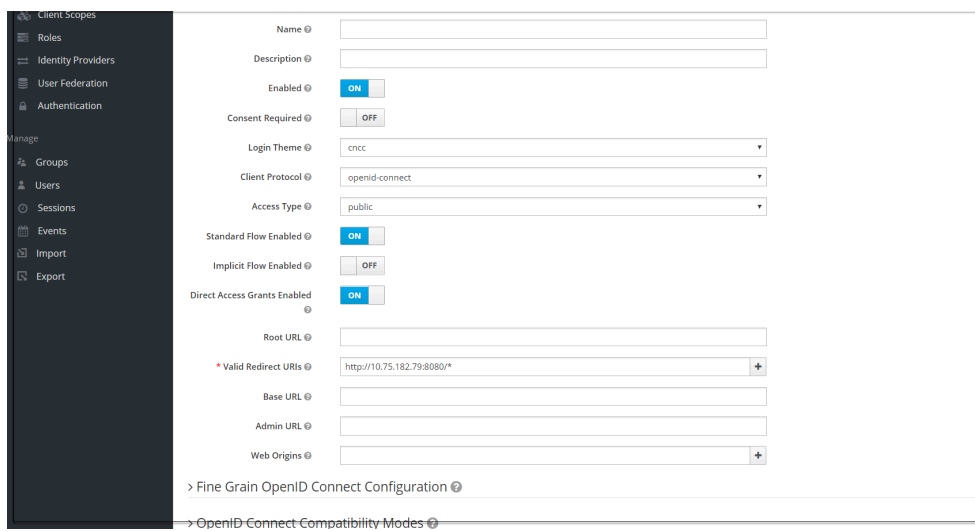 Client Scopes
Roles
Identity Providers
User Federation
Authentication
Manage
Groups
Users
Sessions
Events
Import
Export
Name
Description
Enabled ON
Consent Required OFF
Login Theme cncc
Client Protocol openid-connect
Access Type public
Standard Flow Enabled ON
Implicit Flow Enabled OFF
Direct Access Grants Enabled ON
Root URL
* Valid Redirect URIs http://10.75.182.79:8080/*
Base URL
Admin URL
Web Origins
Fine Grain OpenID Connect Configuration
OpenID Connect Compatibility Modes